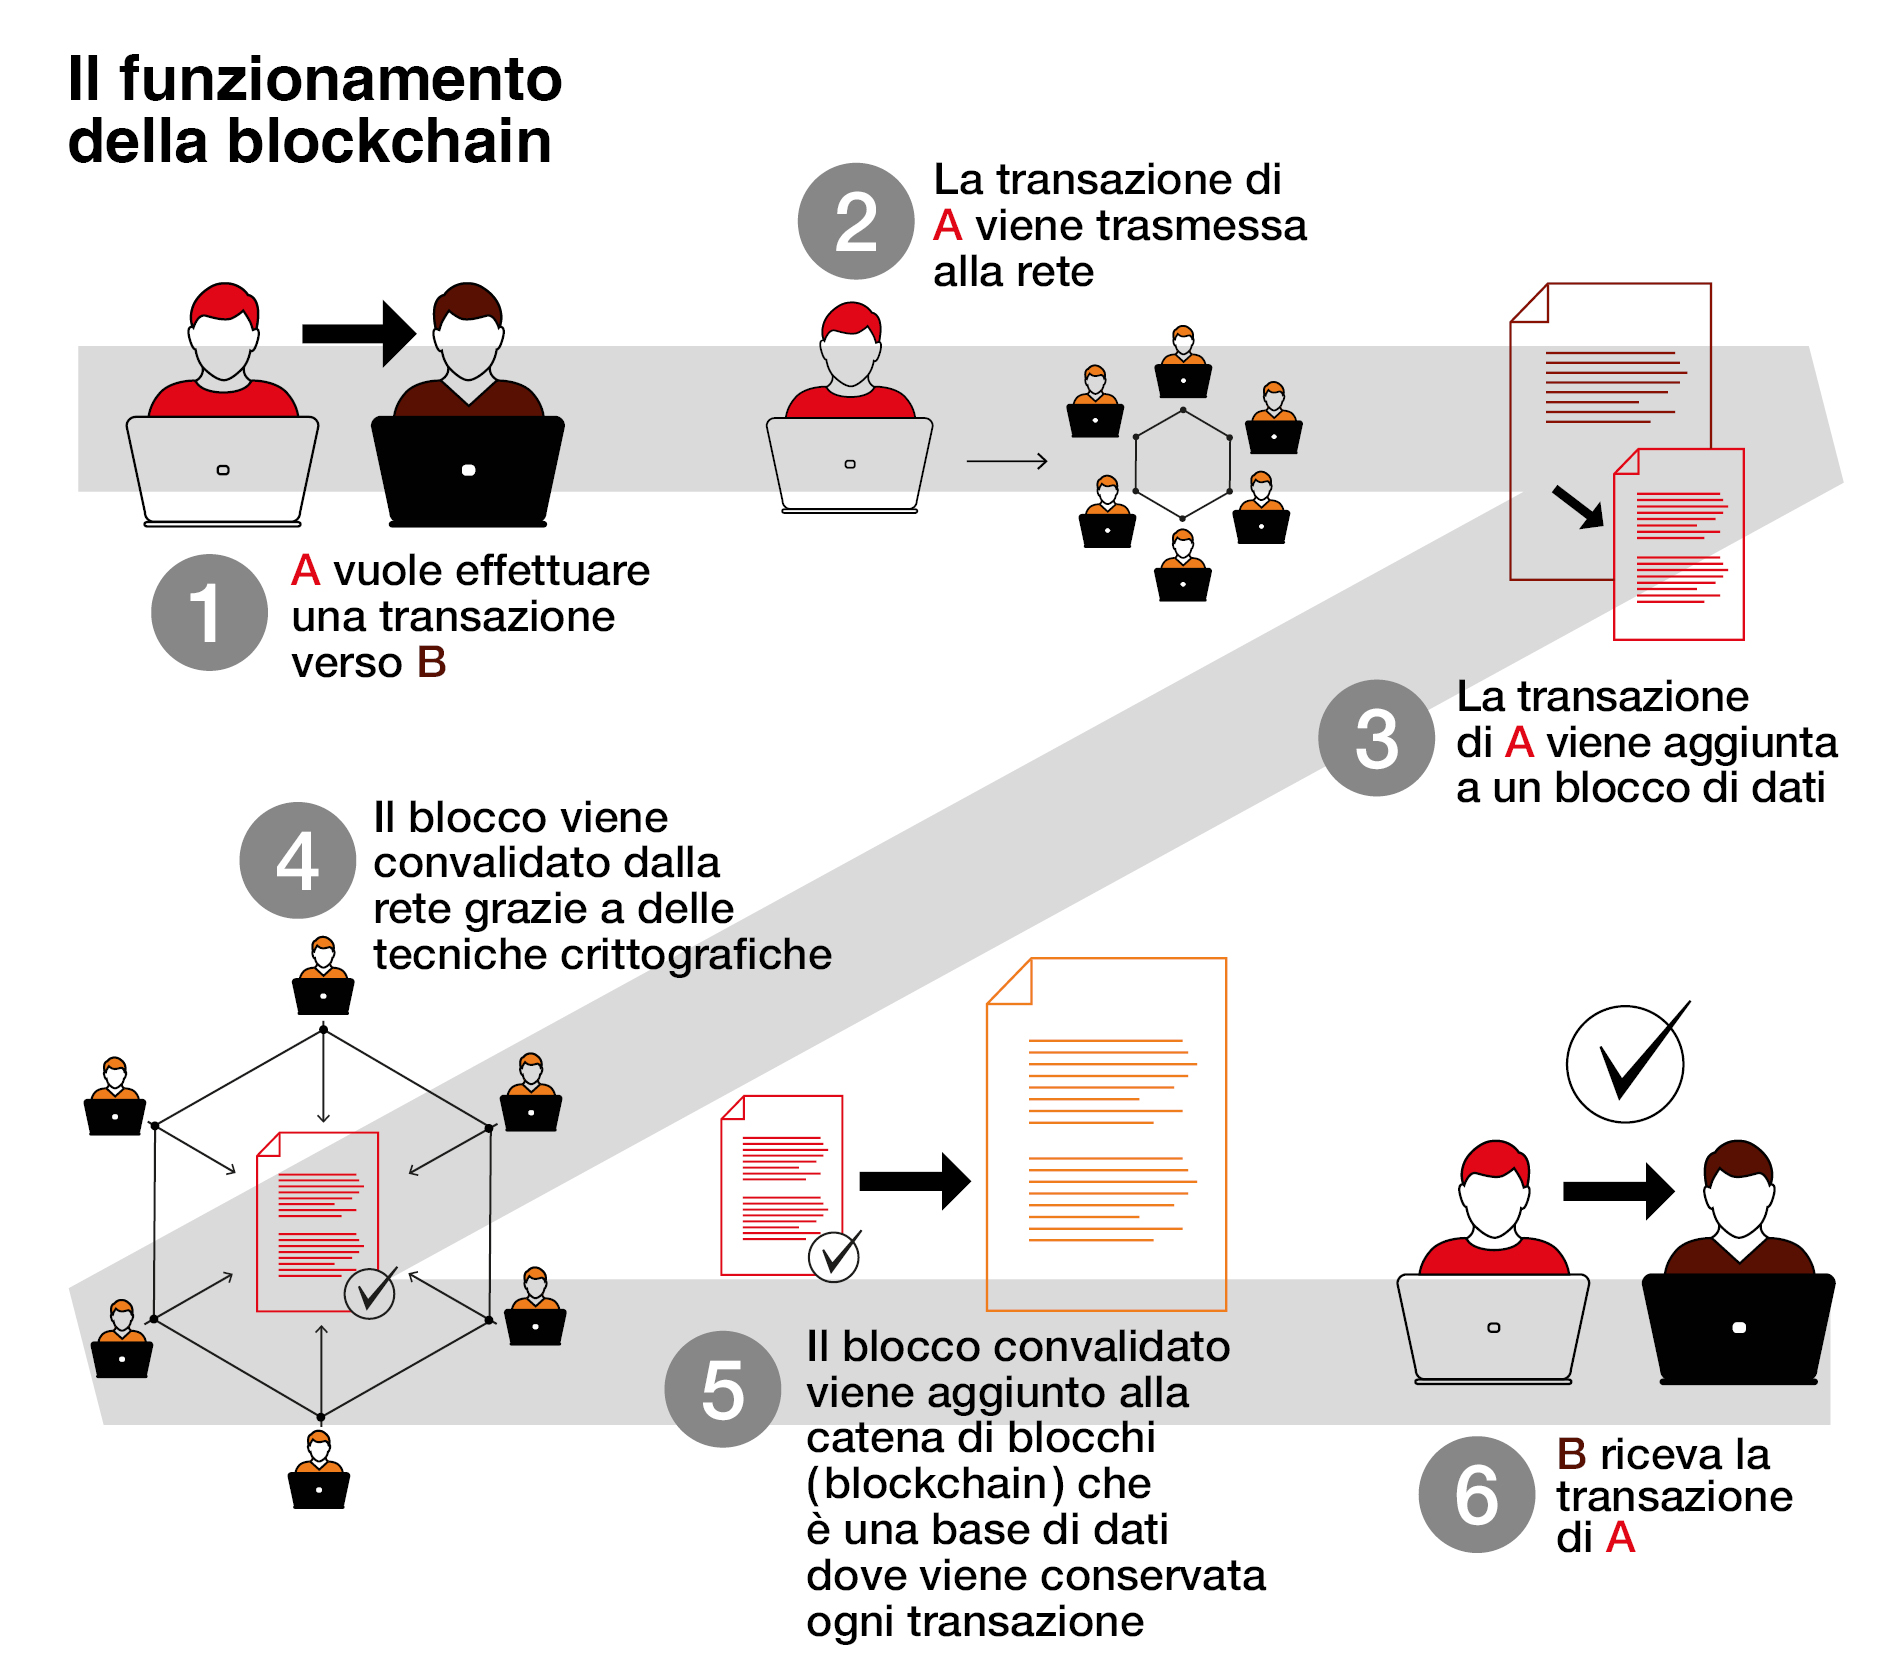 Il funzionamento
della blockchain
1
A vuole effettuare
una transazione
verso B
2
La transazione di
A viene trasmessa
alla rete
3
La transazione
di A viene aggiunta
a un blocco di dati
4
Il blocco viene
convalidato dalla
rete grazie a delle
tecniche crittografiche
5
Il blocco convalidato
viene aggiunto alla
catena di blocchi
(blockchain) che
è una base di dati
dove viene conservata
ogni transazione
6
B riceva la
transazione
di A